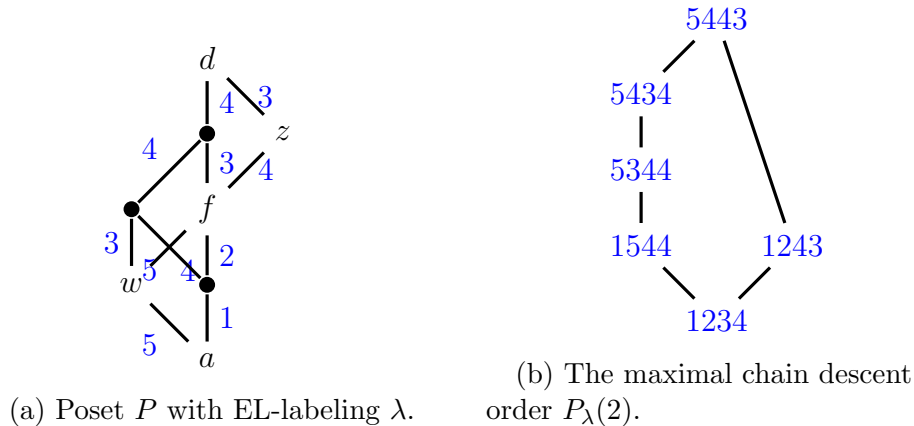 d
4
3
z
4
3
4
f
3
5
4
2
w
1
5
a
(a) Poset P with EL-labeling λ.
5443
5434
5344
1544
1243
1234
(b) The maximal chain descent
order Pλ(2).